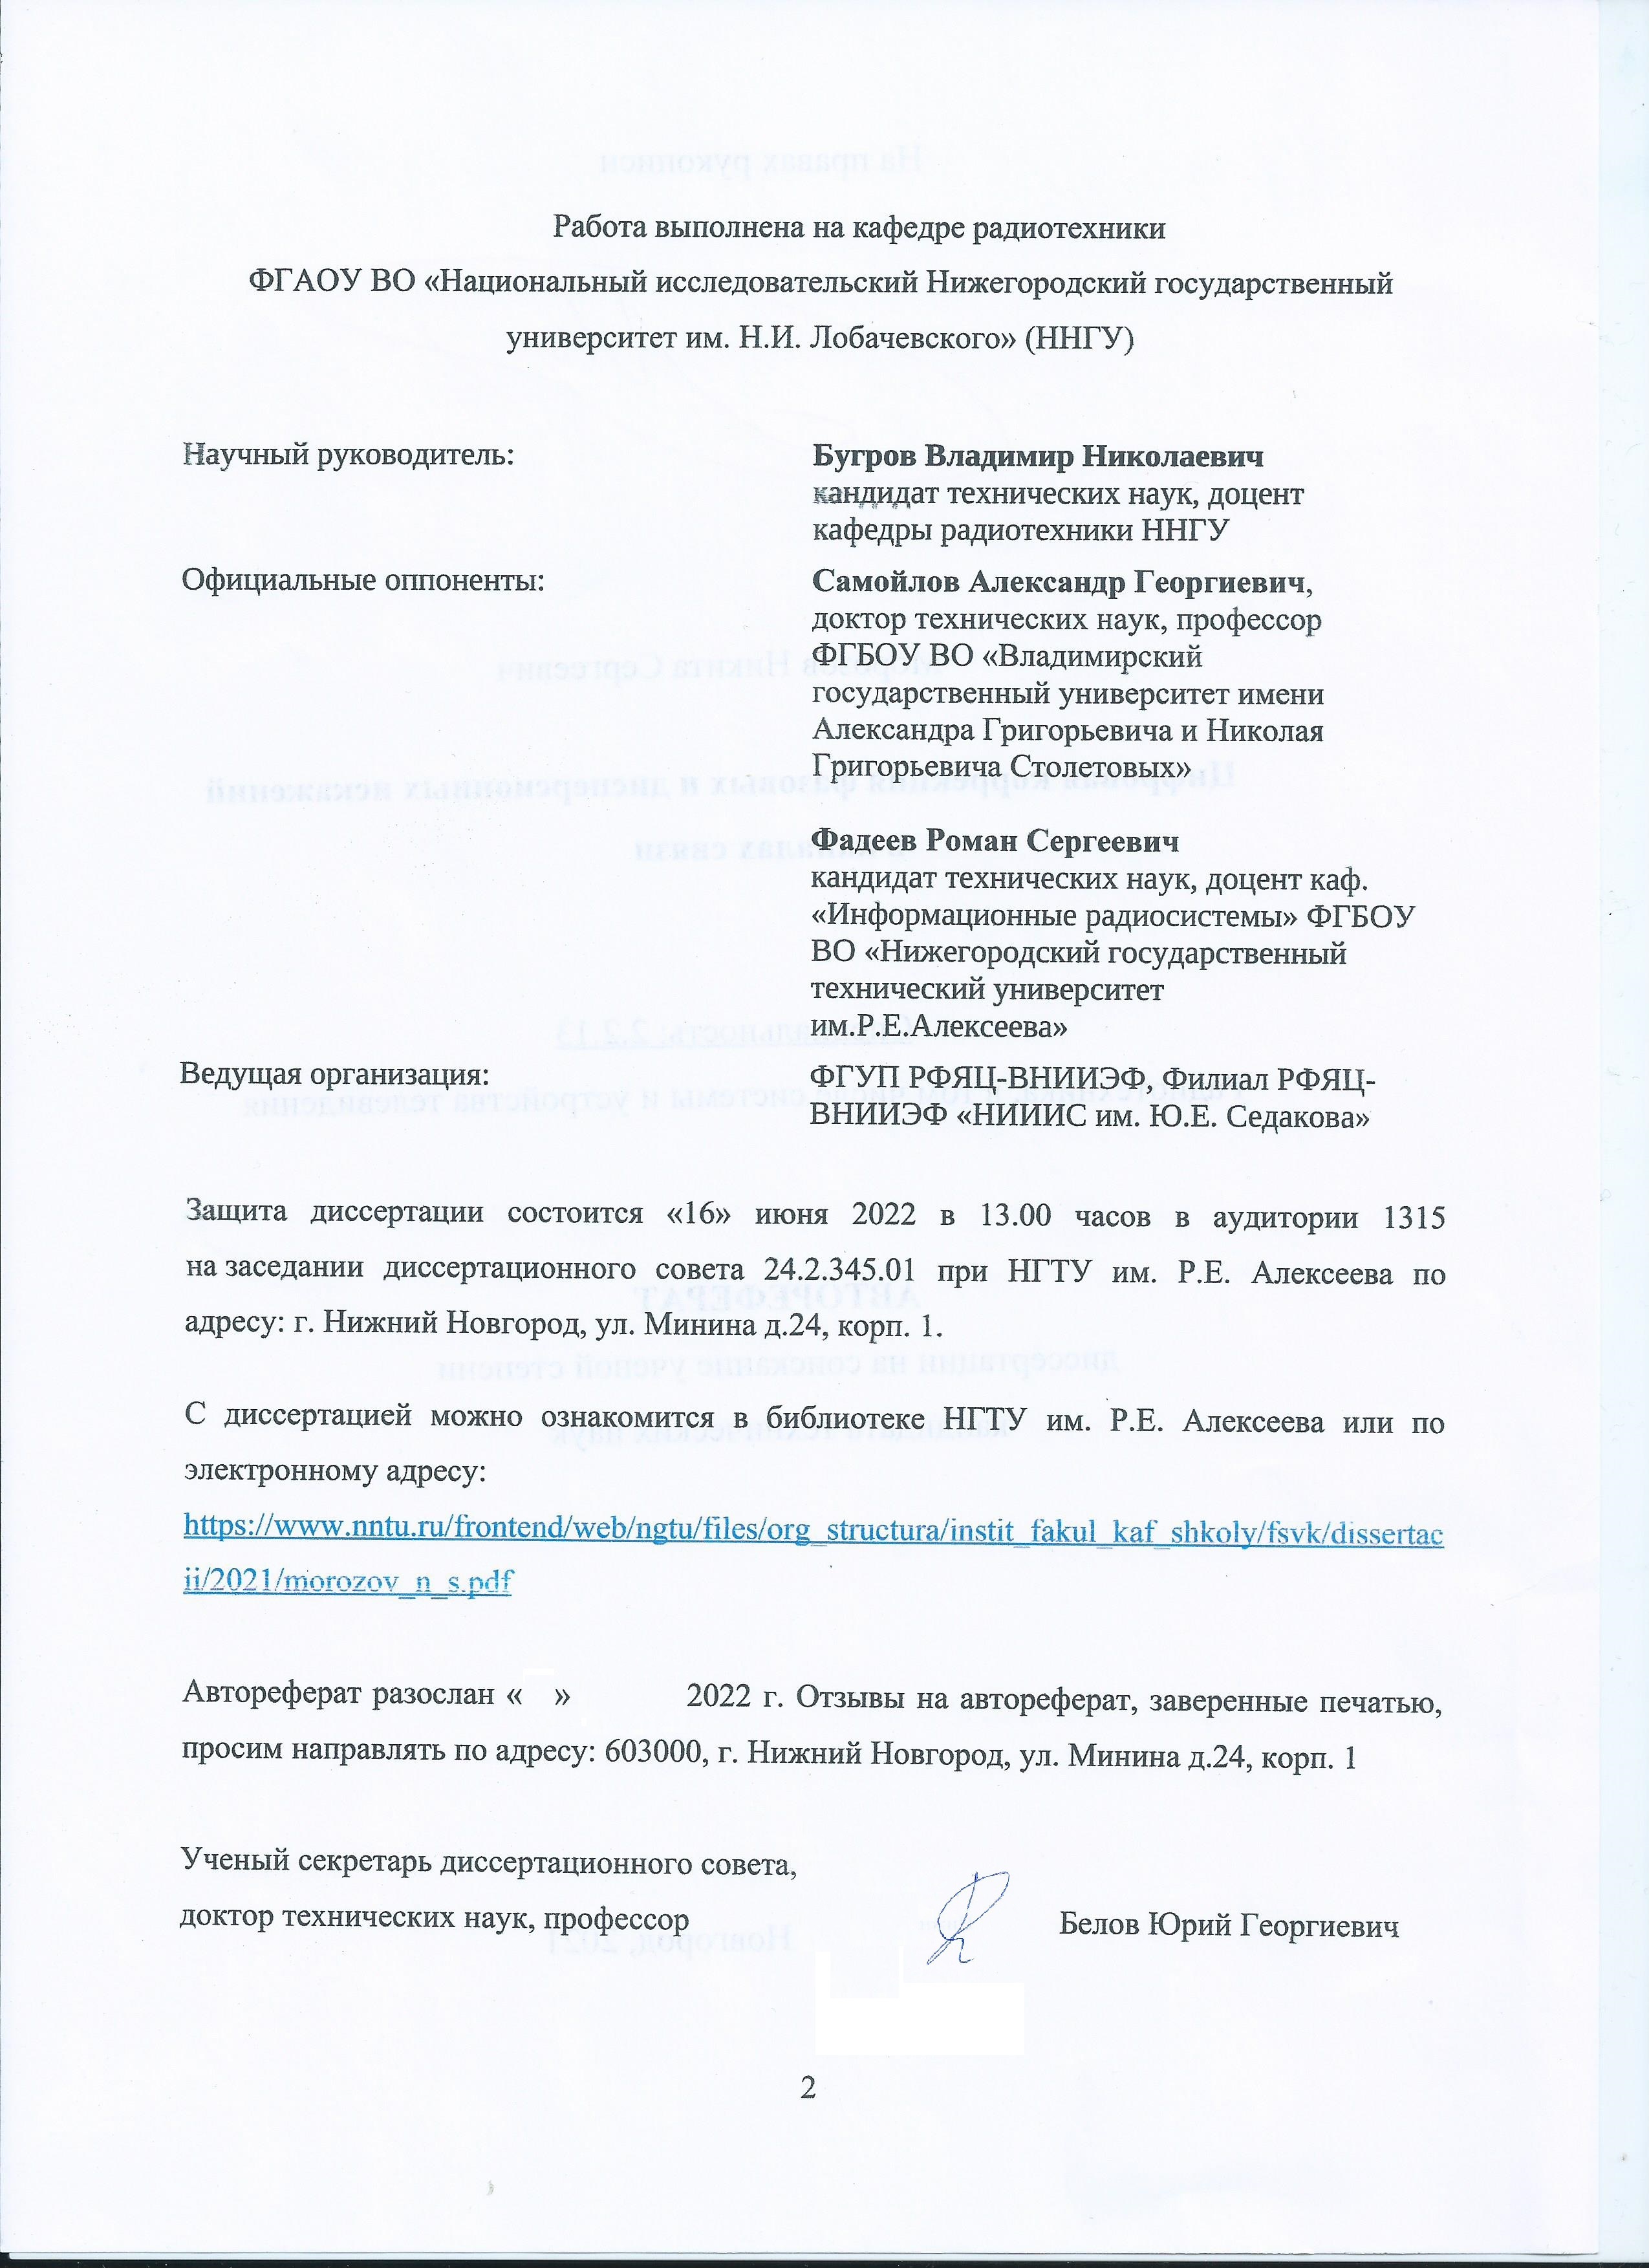 Работа выполнена на кафедре радиотехники
ФГАОУ ВО «Национальный исследовательский Нижегородский государственный
университет им. Н.И. Лобачевского» (ННГУ)
Научный руководитель:
Бугров Владимир Николаевич
кандидат технических наук, доцент
кафедры радиотехники ННГУ
Официальные оппоненты:
Самойлов Александр Георгиевич,
доктор технических наук, профессор
ФГБОУ ВО «Владимирский
государственный университет имени
Александра Григорьевича и Николая
Григорьевича Столетовых»
Фадеев Роман Сергеевич
кандидат технических наук, доцент каф.
«Информационные радиосистемы» ФГБОУ
ВО «Нижегородский государственный
технический университет
им.Р.Е.Алексеева»
Ведущая организация:
ФГУП РФЯЦ-ВНИИЭФ, Филиал РФЯЦ-
ВНИИЭФ «НИИИС им. Ю.Е. Седакова»
Защита диссертации состоится «16» июня 2022 в 13.00 часов в аудитории 1315
на заседании диссертационного совета 24.2.345.01 при НГТУ им. Р.Е. Алексеева по
адресу: г. Нижний Новгород, ул. Минина д.24, корп. 1.
С диссертацией можно ознакомится в библиотеке НГТУ им. Р.Е. Алексеева или по
электронному адресу:
https://www.nntu.ru/frontend/web/ngtu/files/org_structura/instit_fakul_kaf_shkoly/fsvk/dissertac
ii/2021/morozov_n_s.pdf
Автореферат разослан « » 2022 г. Отзывы на автореферат, заверенные печатью,
просим направлять по адресу: 603000, г. Нижний Новгород, ул. Минина д.24, корп. 1
Ученый секретарь диссертационного совета,
доктор технических наук, профессор
Белов Юрий Георгиевич
2